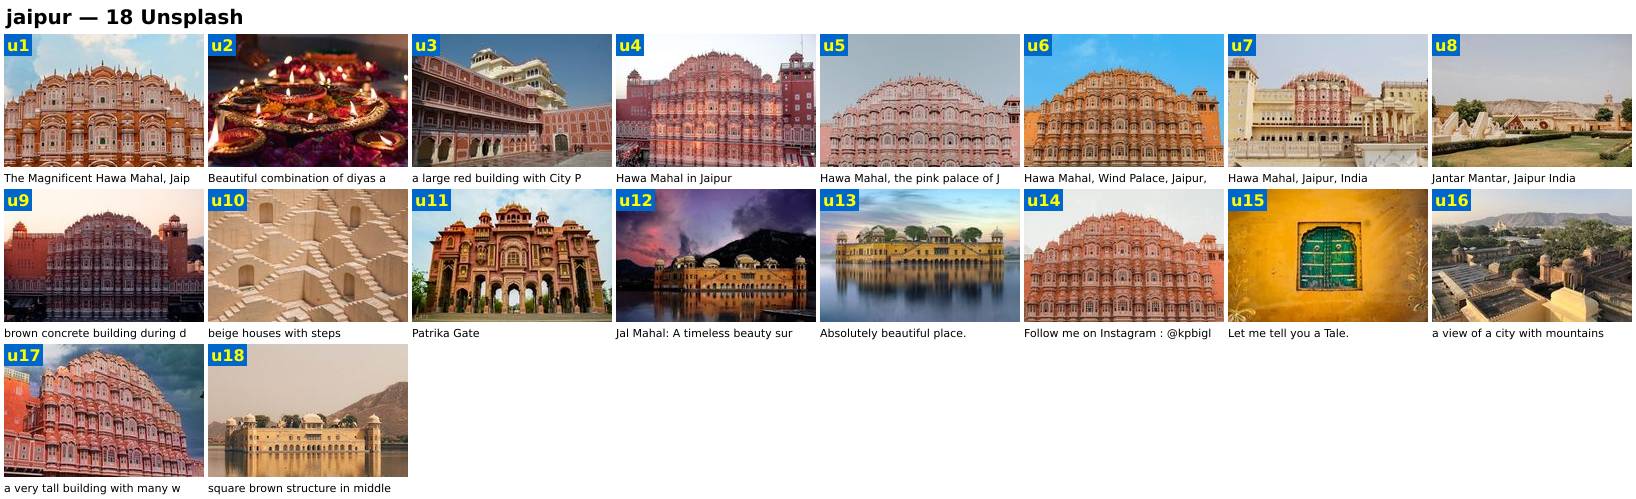 jaipur — 18 Unsplash
u1 u2 u3 u4 u5 u6 u7 u8
The Magnificent Hawa Mahal, Jaip Beautiful combination of diyas a a large red building with City P Hawa Mahal in Jaipur Hawa Mahal, the pink palace of J Hawa Mahal, Wind Palace, Jaipur, Hawa Mahal, Jaipur, India Jantar Mantar, Jaipur India
u9 u10 u11 u12 u13 u14 u15 u16
brown concrete building during d beige houses with steps Patrika Gate Jal Mahal: A timeless beauty sur Absolutely beautiful place. Follow me on Instagram : @kpbigl Let me tell you a Tale. a view of a city with mountains
u17 u18
a very tall building with many w square brown structure in middle